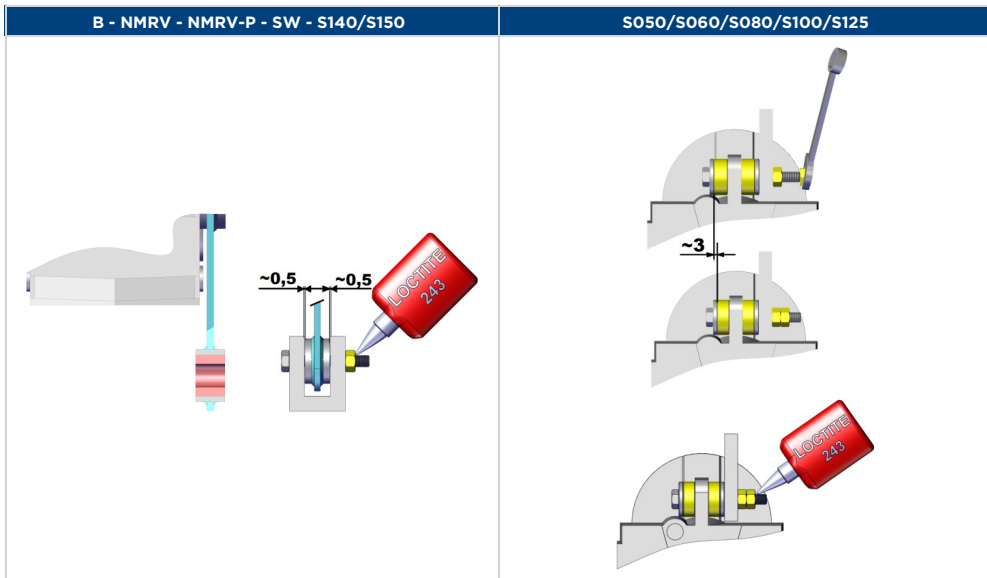 B - NMRV - NMRV-P - SW - S140/S150
S050/S060/S080/S100/S125
~0,5
~0,5
LOCTITE
243
~3
LOCTITE
243